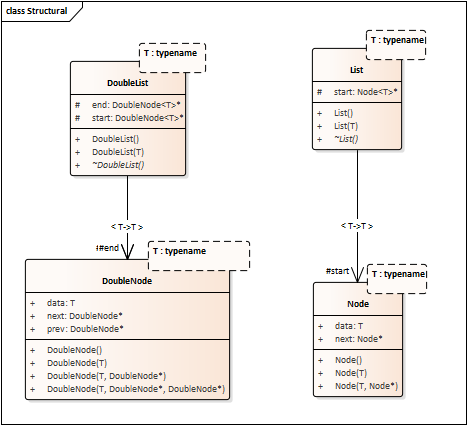 class Structural
T : typename
DoubleList
# end: DoubleNode<T>*
# start: DoubleNode<T>*
+ DoubleList()
+ DoubleList(T)
+ ~DoubleList()
T : typename
List
# start: Node<T>*
+ List()
+ List(T)
+ ~List()
< T->T >
< T->T >
#end
#start
T : typename
DoubleNode
+ data: T
+ next: DoubleNode*
+ prev: DoubleNode*
+ DoubleNode()
+ DoubleNode(T)
+ DoubleNode(T, DoubleNode*)
+ DoubleNode(T, DoubleNode*, DoubleNode*)
T : typename
Node
+ data: T
+ next: Node*
+ Node()
+ Node(T)
+ Node(T, Node*)